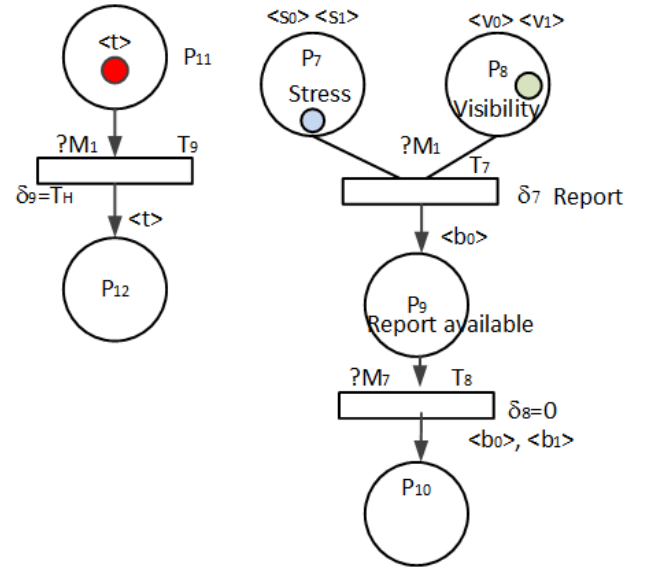 <t>
P11
?M1 T9
δ9=TH
<t>
P12
<s0> <s1>
<v0> <v1>
P7
Stress
P8
Visibility
?M1
T7
δ7 Report
<b0>
P9
Report available
?M7 T8
δ8=0
<b0>, <b1>
P10